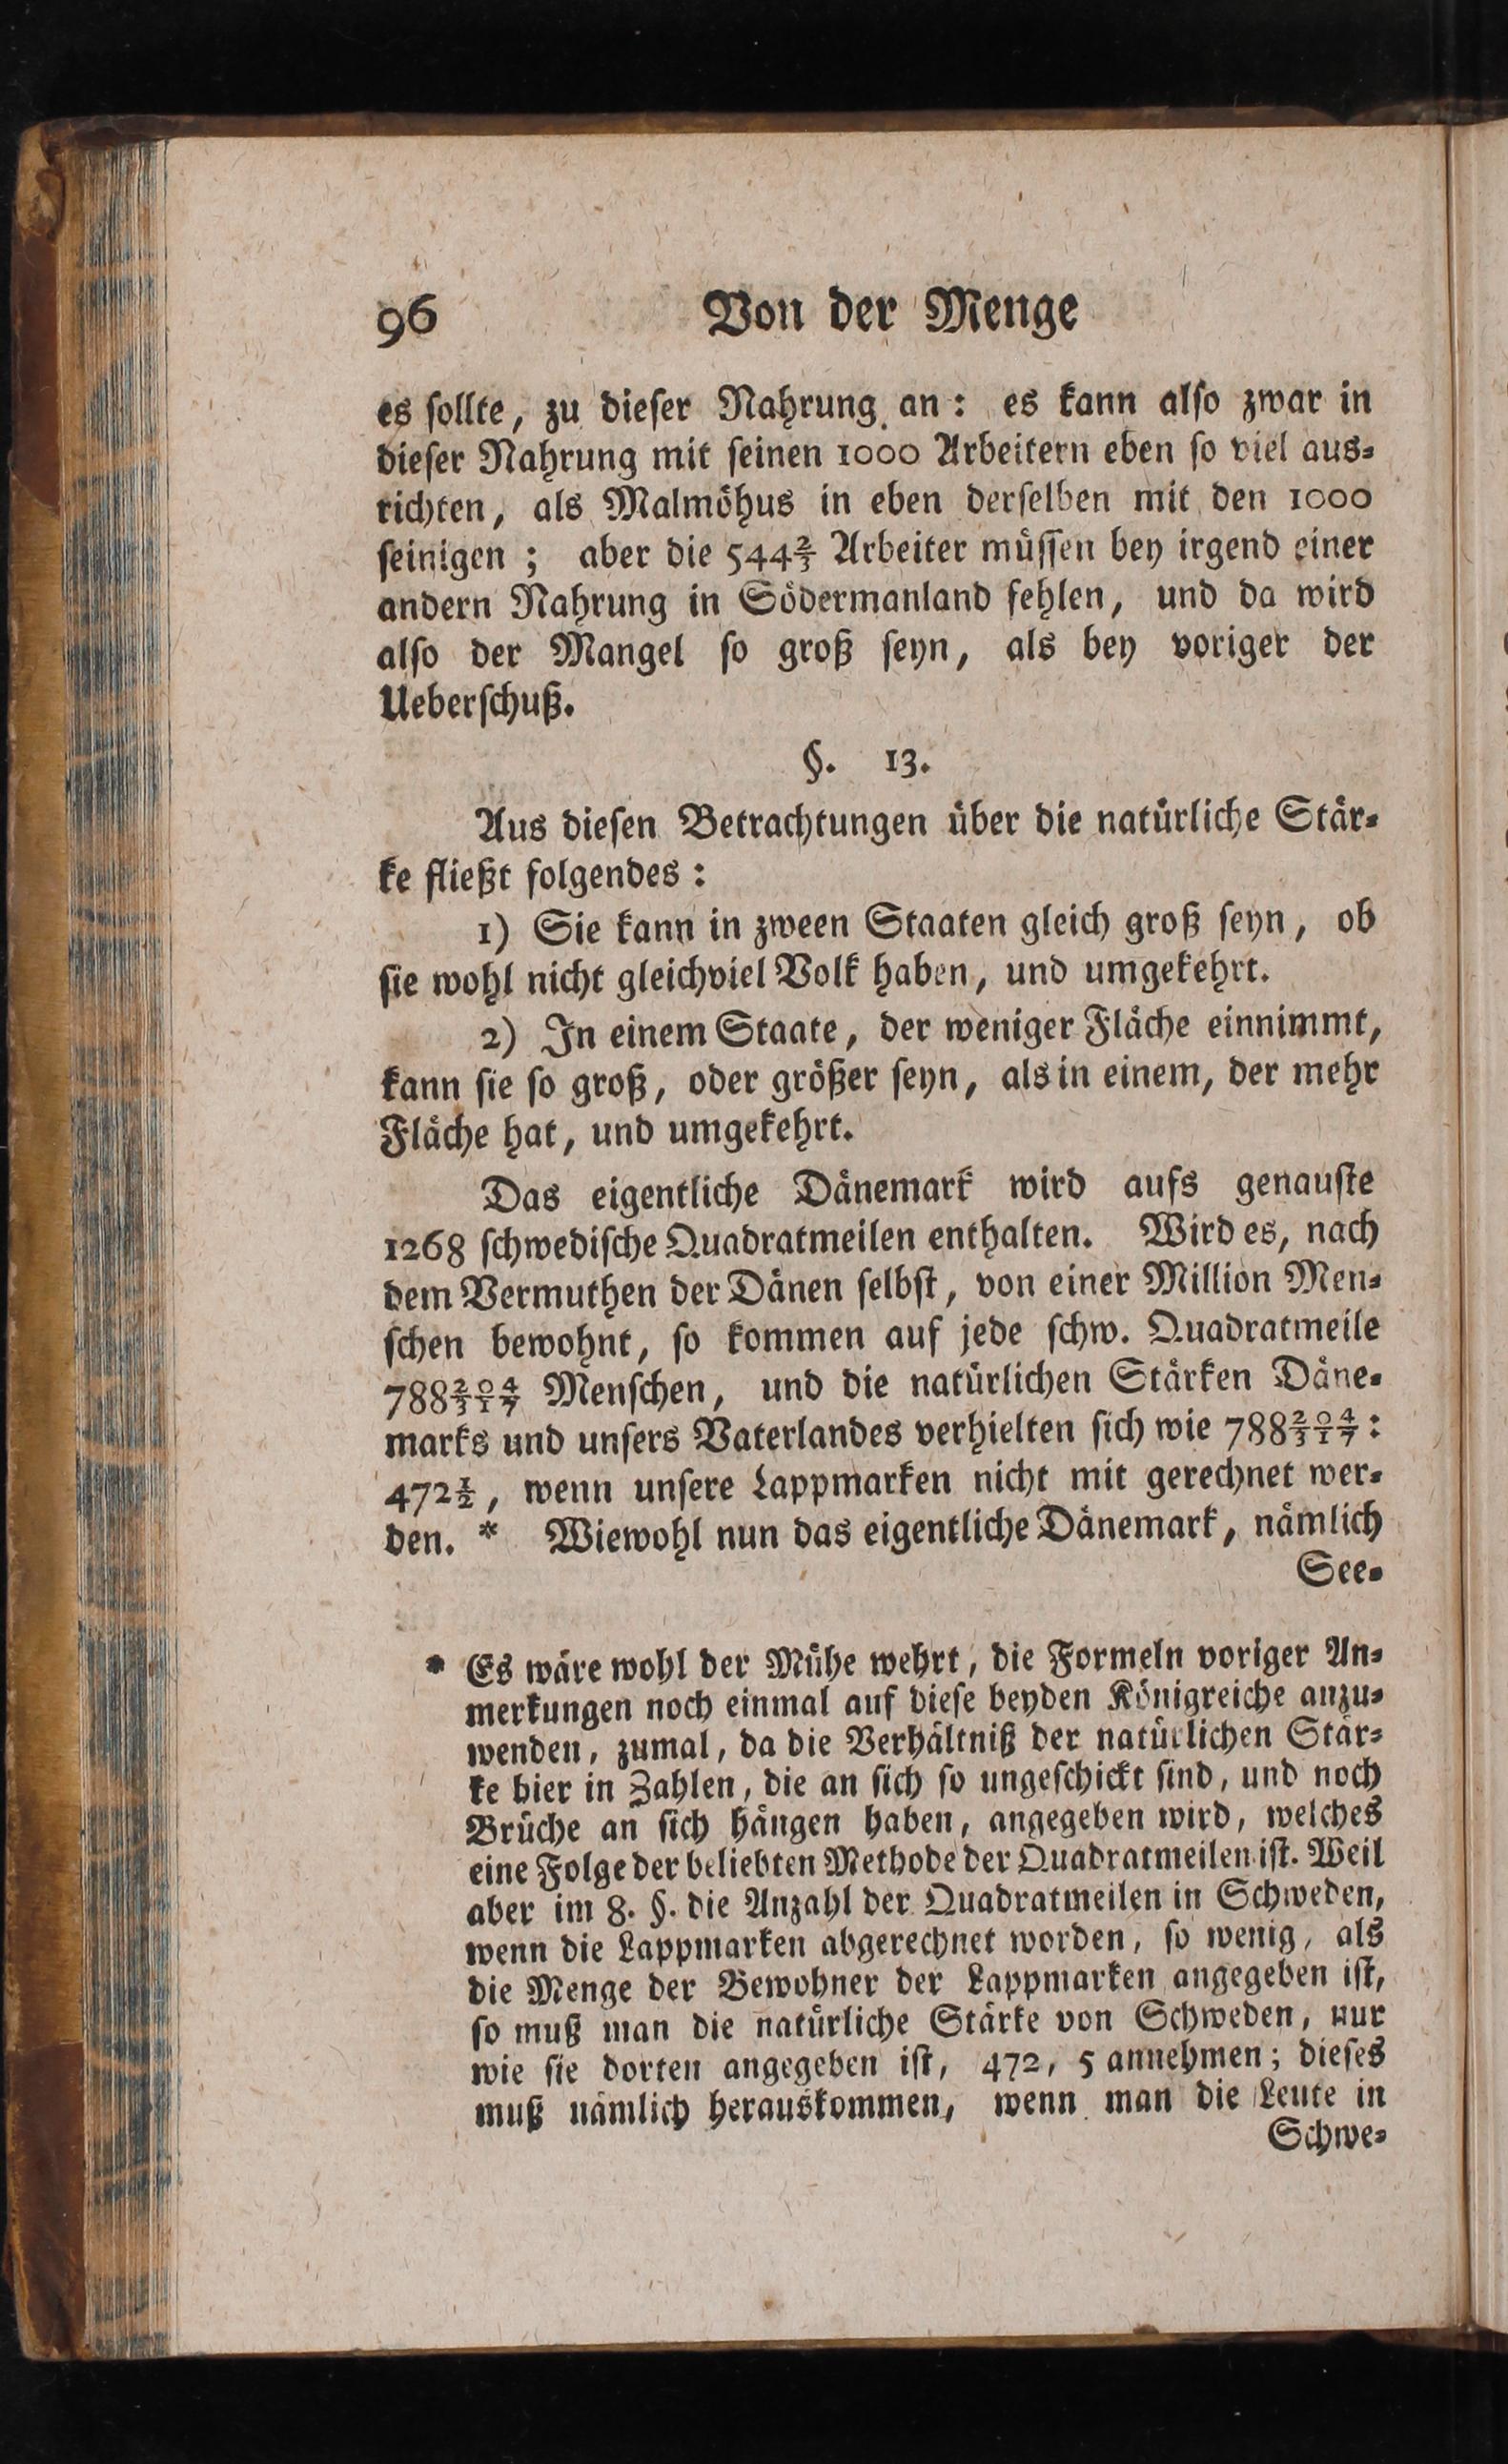 96 Von der Menge
es sollte, zu dieser Nahrung an: es kann also zwar in
dieser Nahrung mit seinen 1000 Arbeitern eben so viel aus-
richten, als Malmöhus in eben derselben mit den 1000
seinigen; aber die 544⅔ Arbeiter müssen bey irgend einer
andern Nahrung in Södermanland fehlen, und da wird
also der Mangel so groß seyn, als bey voriger der
Ueberschuß.
§. 13.
Aus diesen Betrachtungen über die natürliche Stär-
ke fließt folgendes:
1) Sie kann in zween Staaten gleich groß seyn, ob
sie wohl nicht gleichviel Volk haben, und umgekehrt.
2) In einem Staate, der weniger Fläche einnimmt,
kann sie so groß, oder größer seyn, als in einem, der mehr
Fläche hat, und umgekehrt.
Das eigentliche Dänemark wird aufs genauste
1268 schwedische Quadratmeilen enthalten. Wird es, nach
dem Vermuthen der Dänen selbst, von einer Million Men-
schen bewohnt, so kommen auf jede schw. Quadratmeile
788 204/317 Menschen, und die natürlichen Stärken Däne-
marks und unsers Vaterlandes verhielten sich wie 788 204/317:
472½, wenn unsere Lappmarken nicht mit gerechnet wer-
den. * Wiewohl nun das eigentliche Dänemark, nämlich
See-
* Es wäre wohl der Mühe wehrt, die Formeln voriger An-
merkungen noch einmal auf diese beyden Königreiche anzu-
wenden, zumal, da die Verhältniß der natürlichen Stär-
ke hier in Zahlen, die an sich so ungeschickt sind, und noch
Brüche an sich hängen haben, angegeben wird, welches
eine Folge der beliebten Methode der Quadratmeilen ist. Weil
aber im 8. §. die Anzahl der Quadratmeilen in Schweden,
wenn die Lappmarken abgerechnet worden, so wenig, als
die Menge der Bewohner der Lappmarken angegeben ist,
so muß man die natürliche Stärke von Schweden, nur
wie sie dorten angegeben ist, 472, 5 annehmen; dieses
muß nämlich herauskommen, wenn man die Leute in
Schwe-